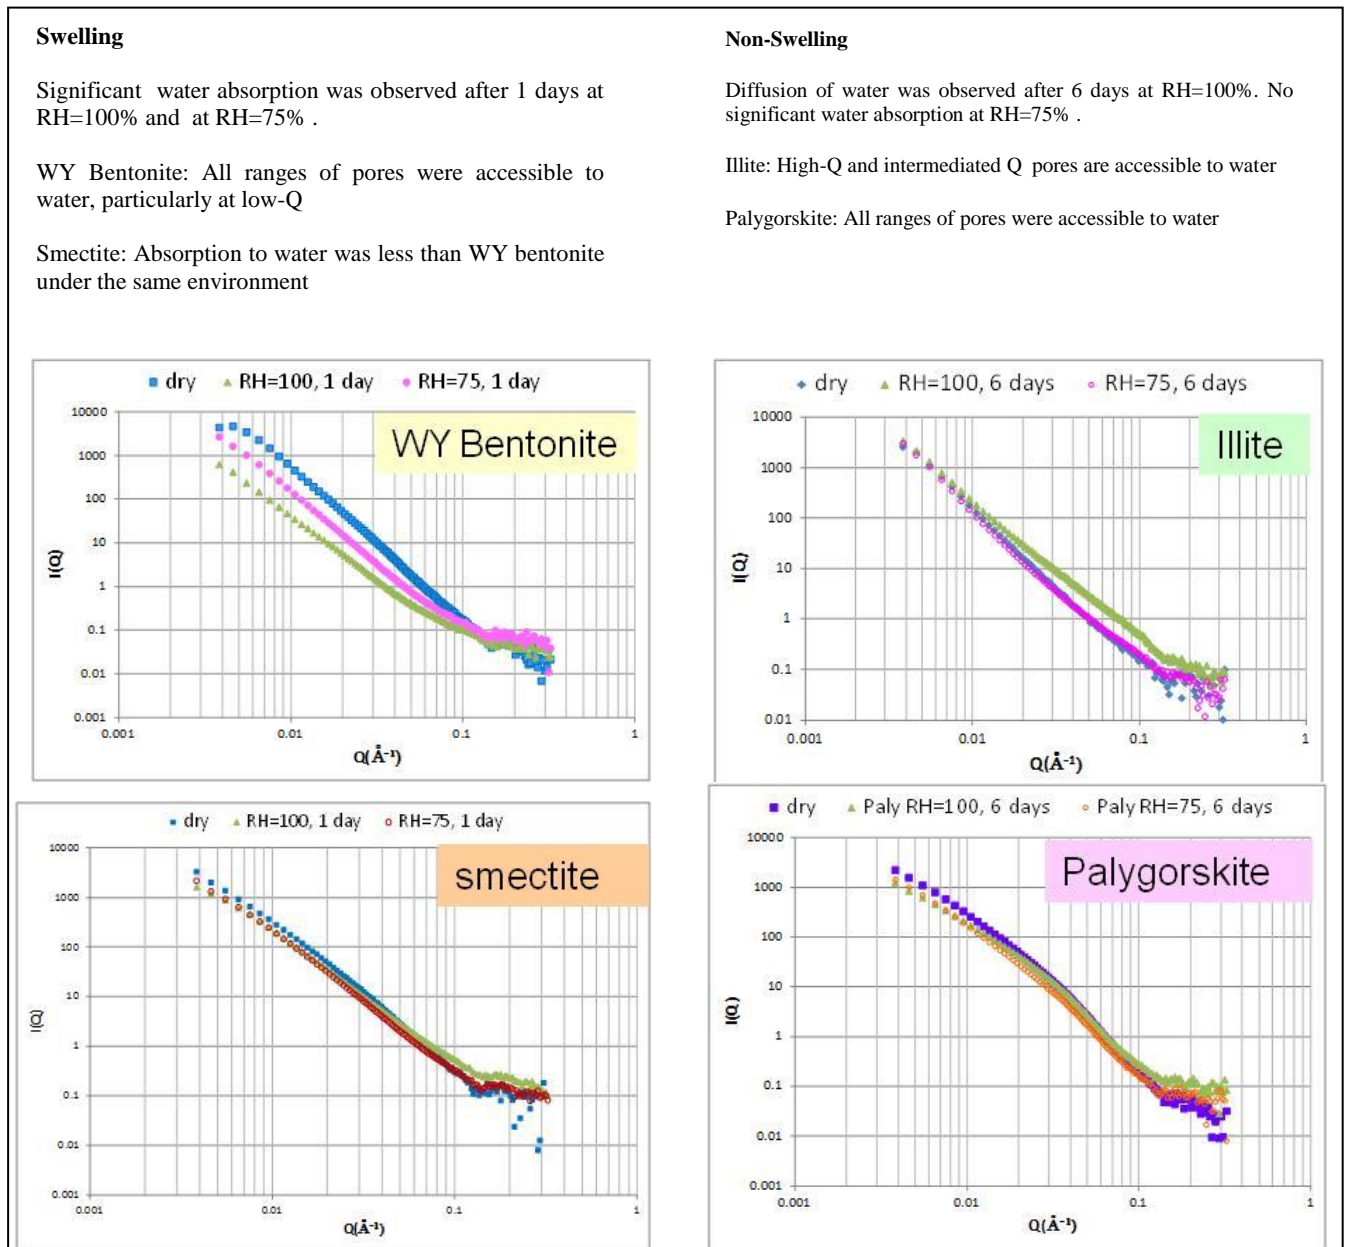 Swelling
Significant water absorption was observed after 1 days at
RH=100% and at RH=75% .
WY Bentonite: All ranges of pores were accessible to
water, particularly at low-Q
Smectite: Absorption to water was less than WY bentonite
under the same environment
Non-Swelling
Diffusion of water was observed after 6 days at RH=100%. No
significant water absorption at RH=75% .
Illite: High-Q and intermediated Q pores are accessible to water
Palygorskite: All ranges of pores were accessible to water
dry RH=100, 1 day RH=75, 1 day
WY Bentonite
10000
1000
100
10
1
0.1
0.01
0.001
I(Q)
0.001 0.01 0.1 1
Q(Å⁻¹)
dry RH=100, 6 days RH=75, 6 days
Illite
10000
1000
100
10
1
0.1
0.01
I(Q)
0.001 0.01 0.1 1
Q(Å⁻¹)
dry RH=100, 1 day RH=75, 1 day
smectite
10000
1000
100
10
1
0.1
0.01
0.001
I(Q)
0.001 0.01 0.1 1
Q(Å⁻¹)
dry Paly RH=100, 6 days Paly RH=75, 6 days
Palygorskite
10000
1000
100
10
1
0.1
0.01
0.001
I(Q)
0.001 0.01 0.1 1
Q(Å⁻¹)